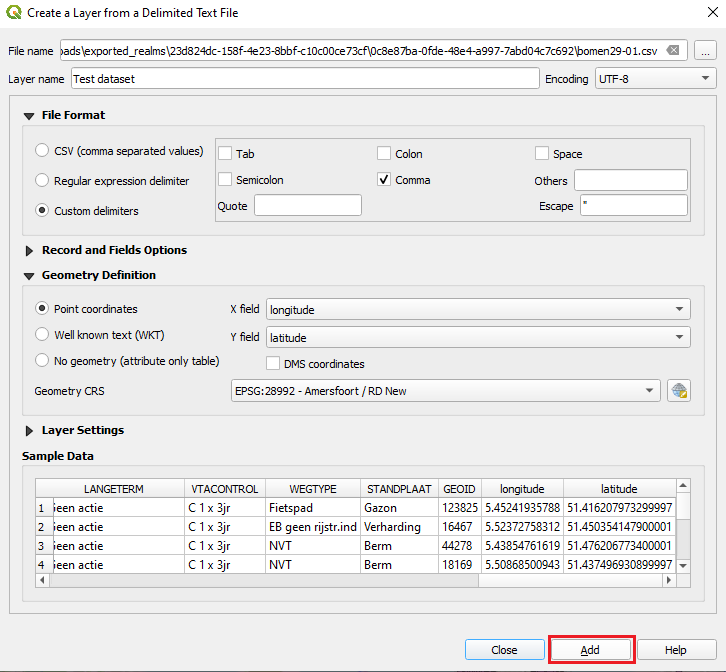 Create a Layer from a Delimited Text File
File name oads\exported_realms\23d824dc-158f-4e23-8bbf-c10c00ce73cf\0c8e87ba-0fde-48e4-a997-7abd04c7c692\bomen29-01.csv ...
Layer name Test dataset Encoding UTF-8
File Format
CSV (comma separated values) Tab Colon Space
Regular expression delimiter Semicolon Comma Others
Custom delimiters Quote Escape "
Record and Fields Options
Geometry Definition
Point coordinates X field longitude
Well known text (WKT) Y field latitude
No geometry (attribute only table) DMS coordinates
Geometry CRS EPSG:28992 - Amersfoort / RD New
Layer Settings
Sample Data
LANGETERM VTACONTROL WEGTYPE STANDPLAAT GEOID longitude latitude
1 Geen actie C 1 x 3jr Fietspad Gazon 123825 5.45241935788 51.416207973299997
2 Geen actie C 1 x 3jr EB geen rijstr.ind Verharding 16467 5.52372758312 51.450354147900001
3 Geen actie C 1 x 3jr NVT Berm 44278 5.43854761619 51.476206773400001
4 Geen actie C 1 x 3jr NVT Berm 18169 5.50868500943 51.437496930899997
Close Add Help